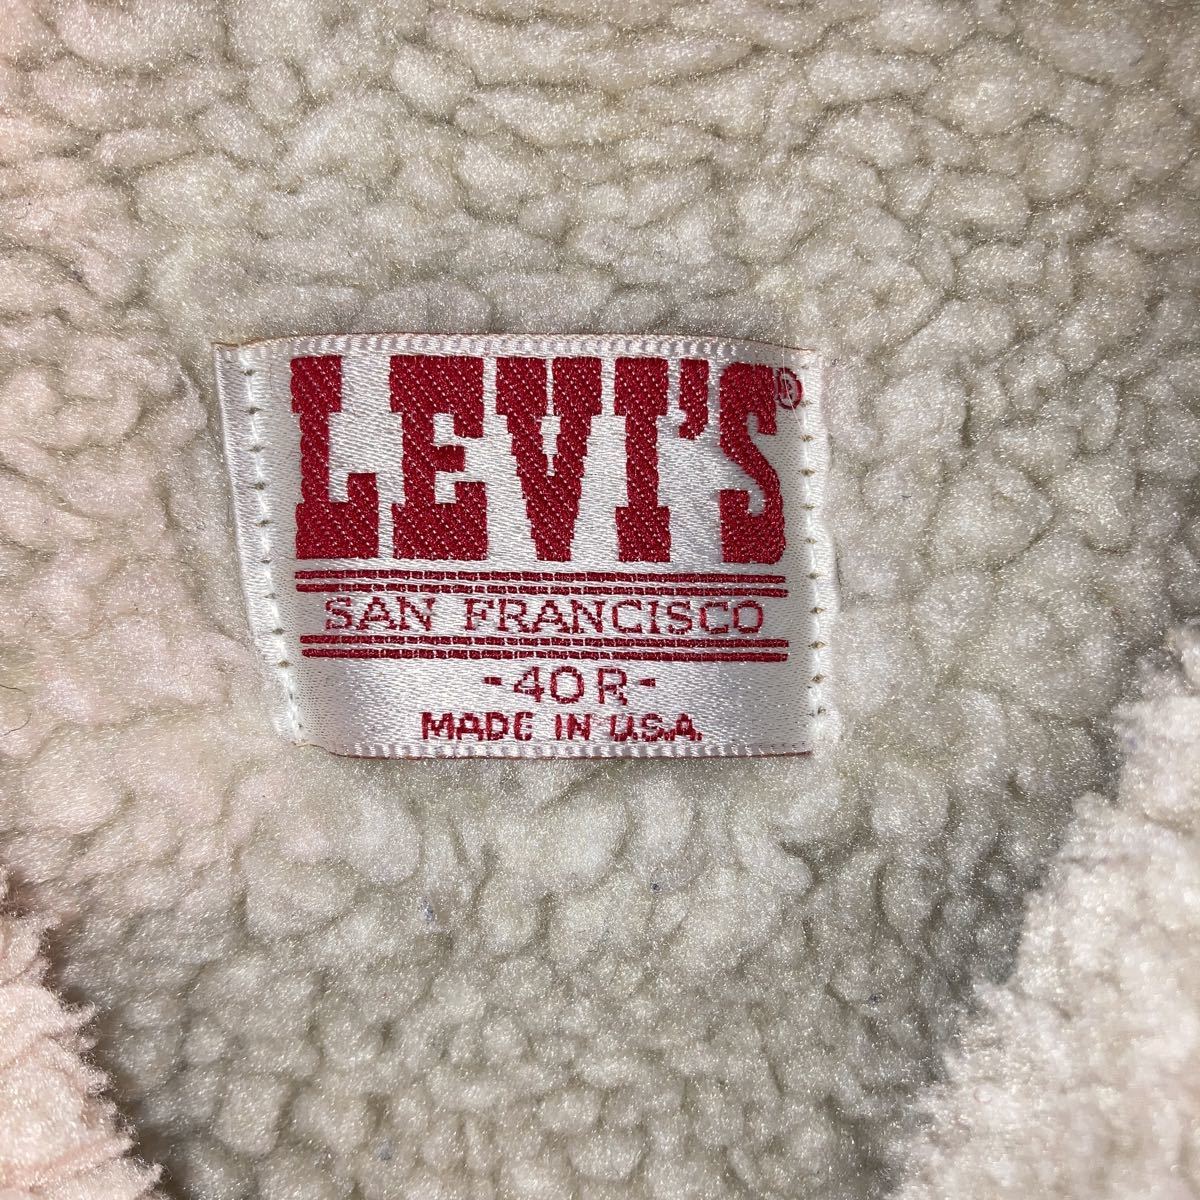 LEVI'S®
SAN FRANCISCO
-40R-
MADE IN U.S.A.